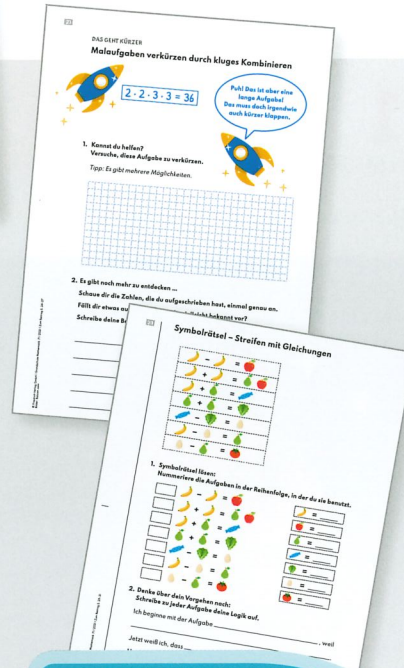 DAS GEHT KÜRZER
Malaufgaben verkürzen durch kluges Kombinieren
2 · 2 · 3 · 3 = 36
Puh! Das ist aber eine
lange Aufgabe!
Das muss doch irgendwie
auch kürzer klappen.
1. Kannst du helfen?
Versuche, diese Aufgabe zu verkürzen.
Tipp: Es gibt mehrere Möglichkeiten.
2. Es gibt noch mehr zu entdecken ...
Schaue dir die Zahlen, die du aufgeschrieben hast, einmal genau an.
Fällt dir etwas au
bekannt vor?
Schreibe deine B
Symbolrätsel – Streifen mit Gleichungen
1. Symbolrätsel lösen:
Nummeriere die Aufgaben in der Reihenfolge, in der du sie benutzt.
2. Denke über dein Vorgehen nach:
Schreibe zu jeder Aufgabe deine Logik auf.
Ich beginne mit der Aufgabe , weil
Jetzt weiß ich, dass